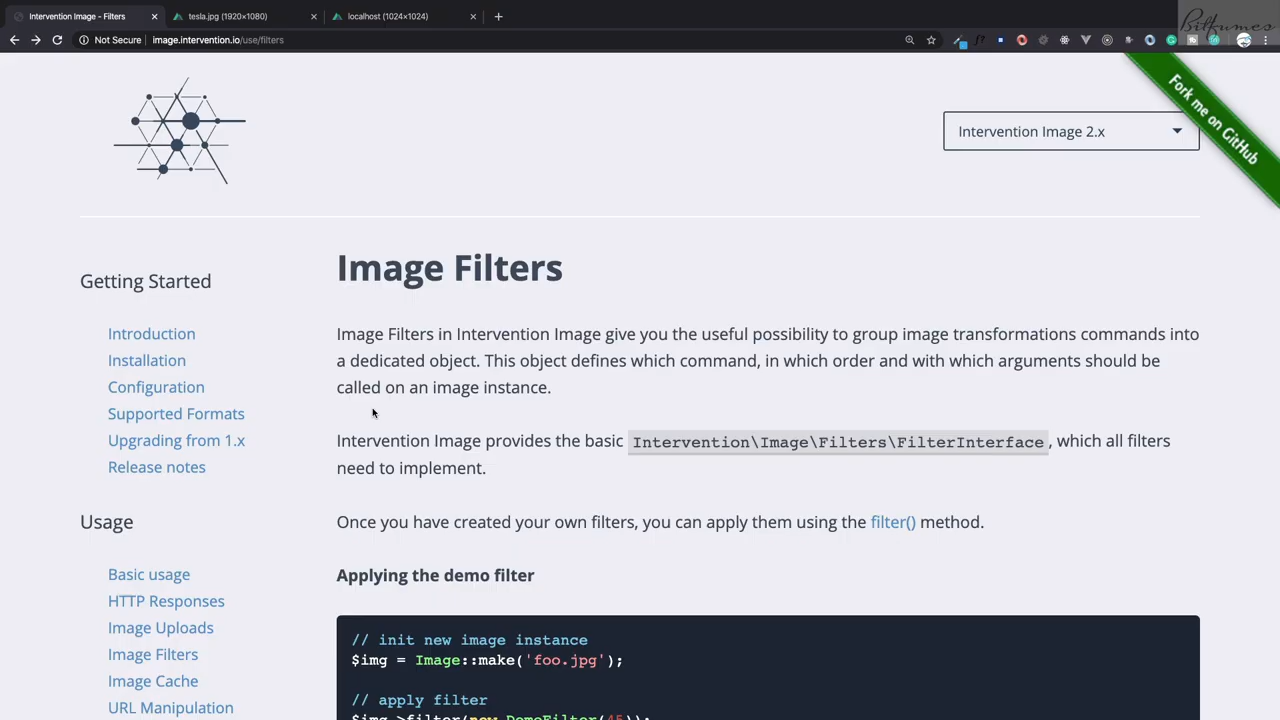 Intervention Image - Filters
tesla.jpg (1920×1080)
localhost (1024×1024)
Bitfumes
Not Secure
image.intervention.io/use/filters
Fork me on GitHub
Intervention Image 2.x
Getting Started
Introduction
Installation
Configuration
Supported Formats
Upgrading from 1.x
Release notes
Usage
Basic usage
HTTP Responses
Image Uploads
Image Filters
Image Cache
URL Manipulation
Image Filters
Image Filters in Intervention Image give you the useful possibility to group image transformations commands into
a dedicated object. This object defines which command, in which order and with which arguments should be
called on an image instance.
Intervention Image provides the basic Intervention\Image\Filters\FilterInterface, which all filters
need to implement.
Once you have created your own filters, you can apply them using the filter() method.
Applying the demo filter
// init new image instance
$img = Image::make('foo.jpg');
// apply filter
$img->filter(new DemoFilter(45));